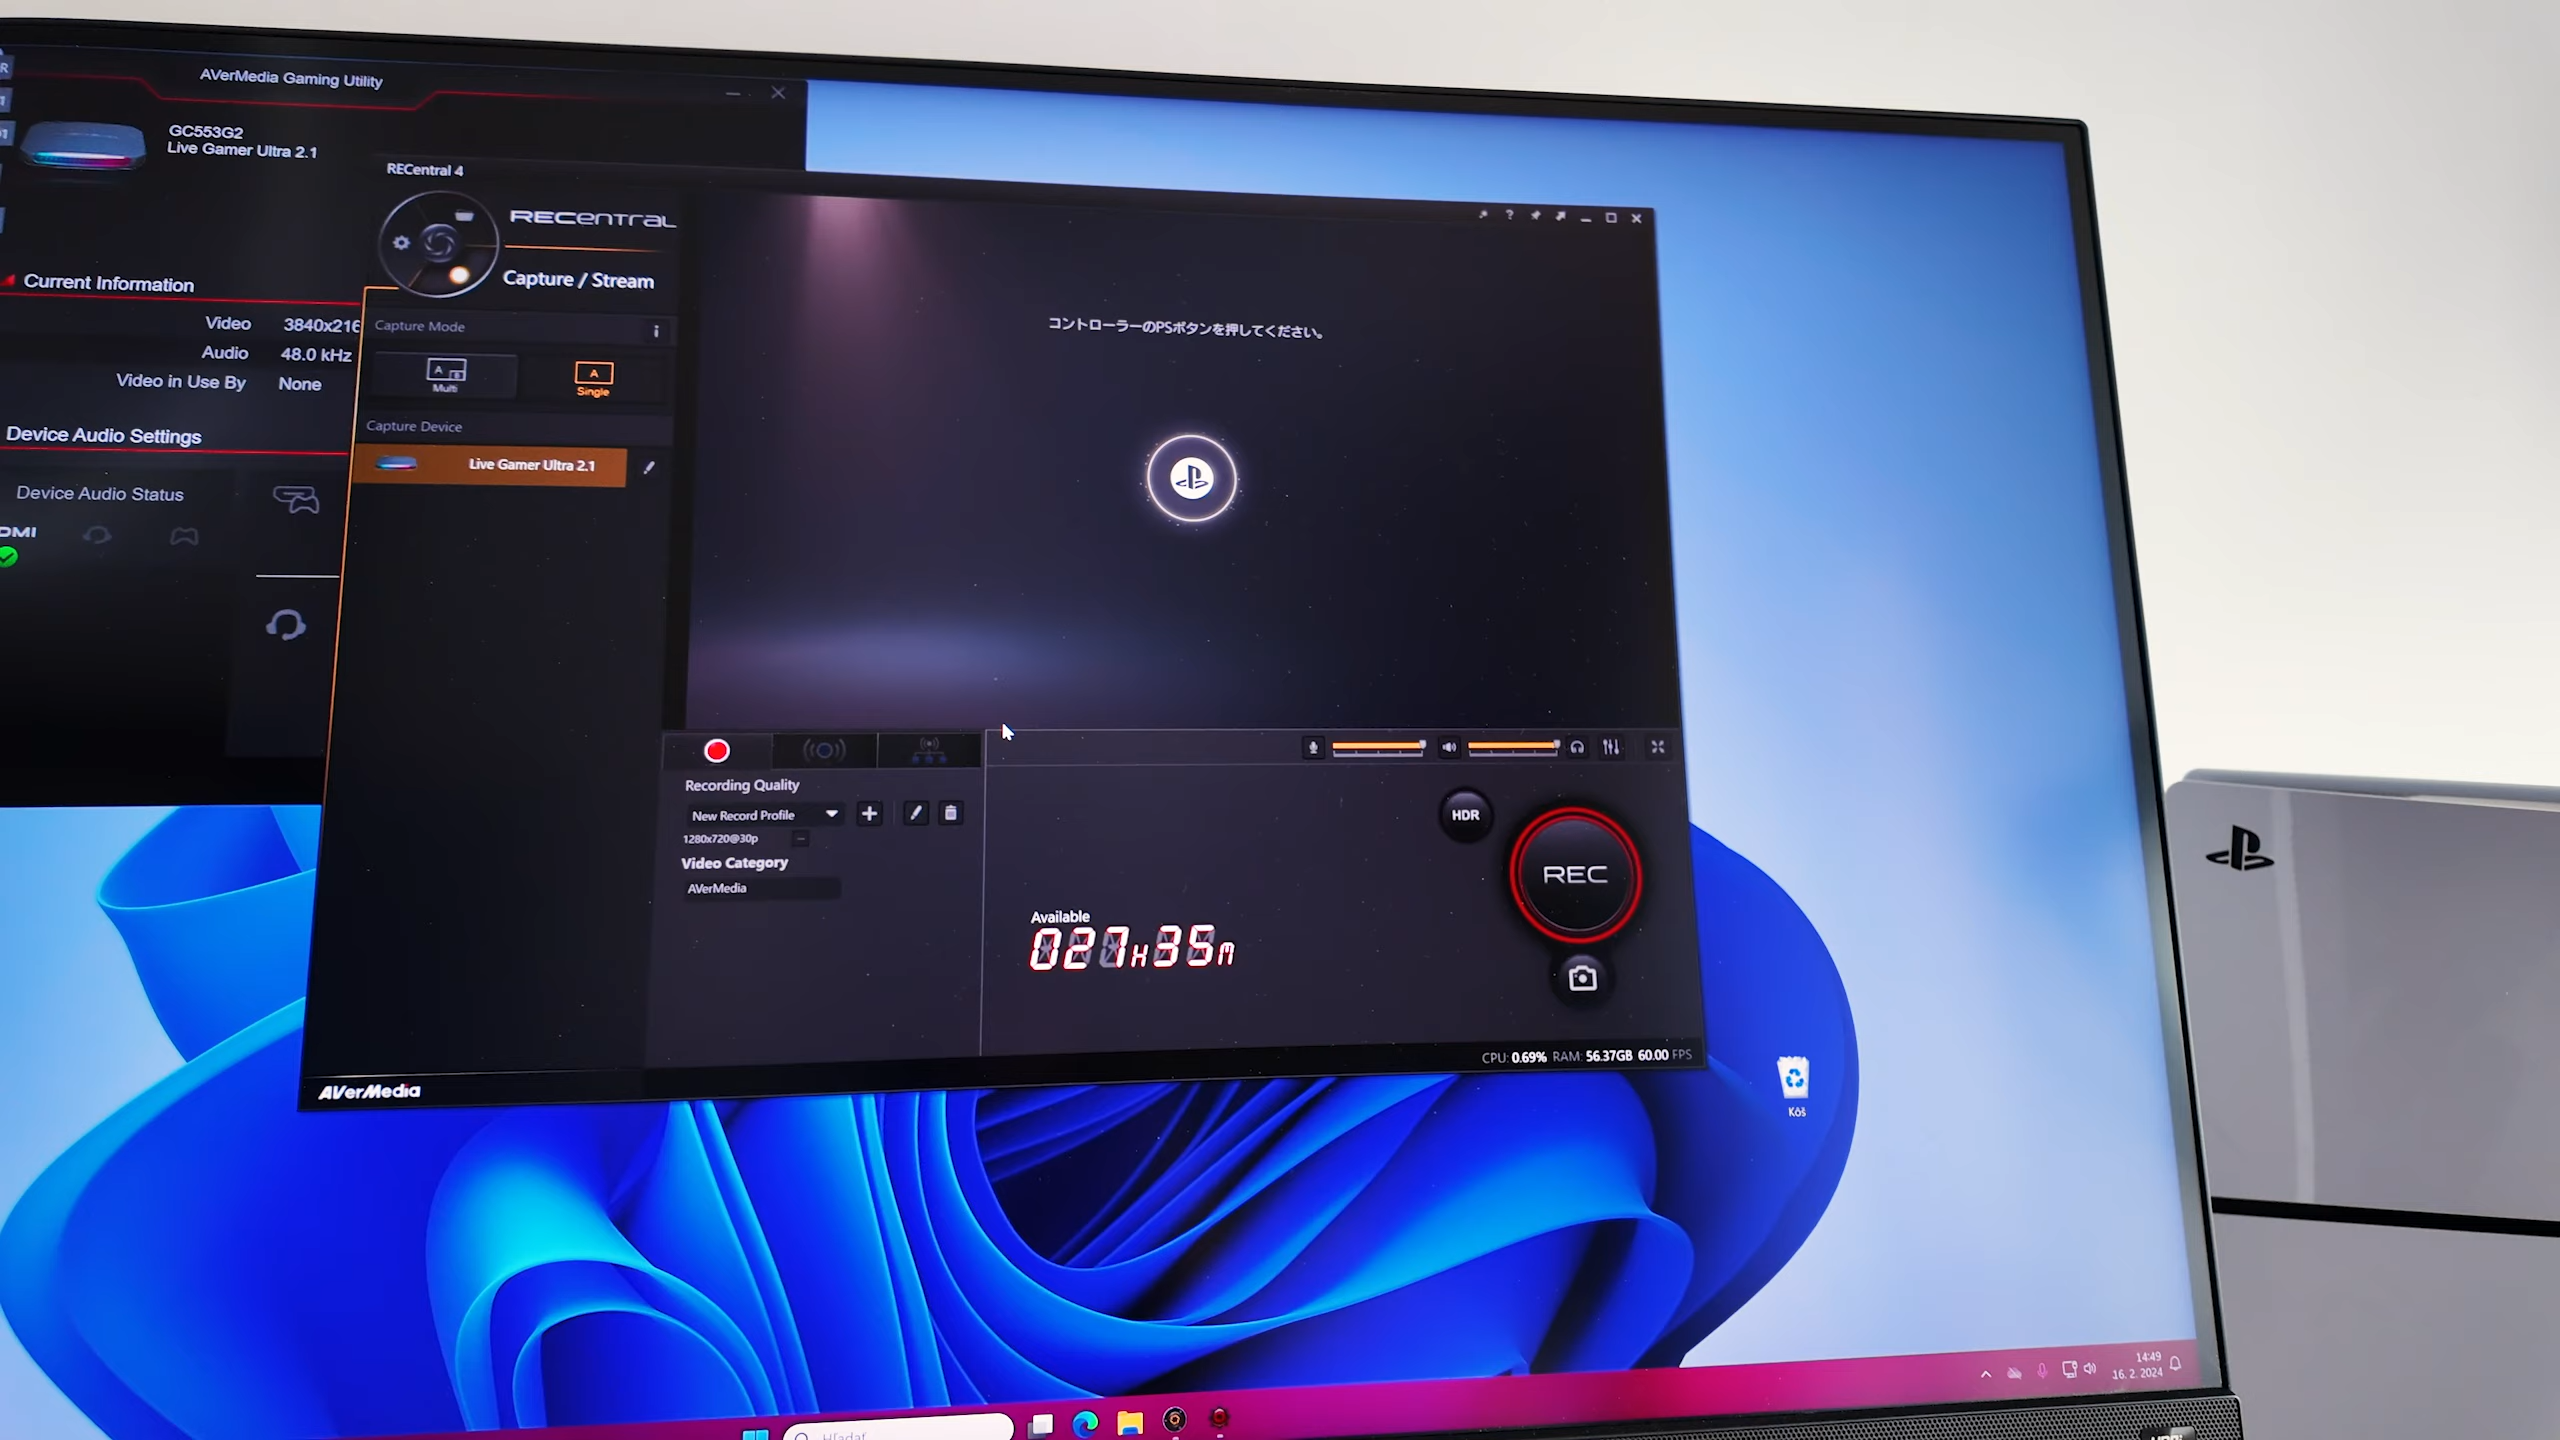 AVerMedia Gaming Utility
GC553G2
Live Gamer Ultra 2.1
Current Information
Video 3840x216
Audio 48.0 kHz
Video in Use By None
Device Audio Settings
Device Audio Status
DMI
RECentral 4
RECentral
Capture / Stream
Capture Mode
Multi
A
Single
Capture Device
Live Gamer Ultra 2.1
コントローラーのPSボタンを押してください。
Recording Quality
New Record Profile
1280x720@30p
Video Category
AVerMedia
HDR
REC
Available
027H35M
CPU: 0.69% RAM: 56.37GB 60.00 FPS
AVerMedia
Kôš
Hľadať
14:49
16. 2. 2024